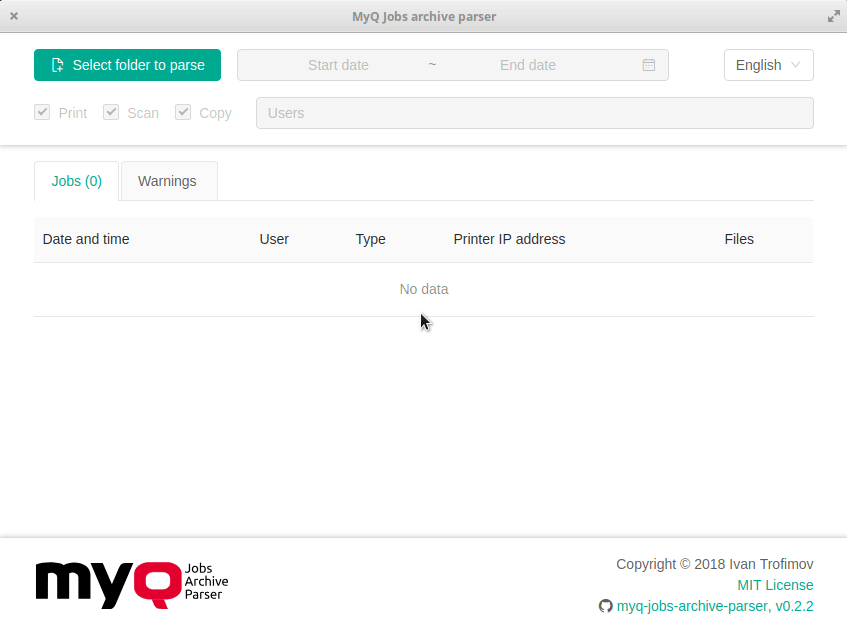 MyQ Jobs archive parser
Select folder to parse
Start date ~ End date
English
Print Scan Copy
Users
Jobs (0) Warnings
Date and time User Type Printer IP address Files
No data
myQ Jobs
Archive
Parser
Copyright © 2018 Ivan Trofimov
MIT License
myq-jobs-archive-parser, v0.2.2